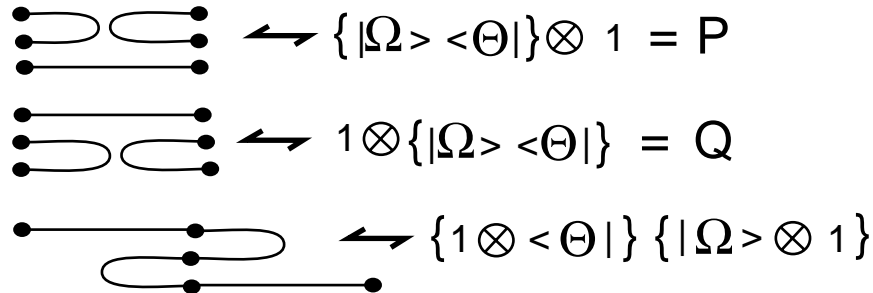 {|Ω> <Θ|}⊗ 1 = P
1⊗{|Ω> <Θ|} = Q
{1⊗<Θ|} {|Ω>⊗ 1}